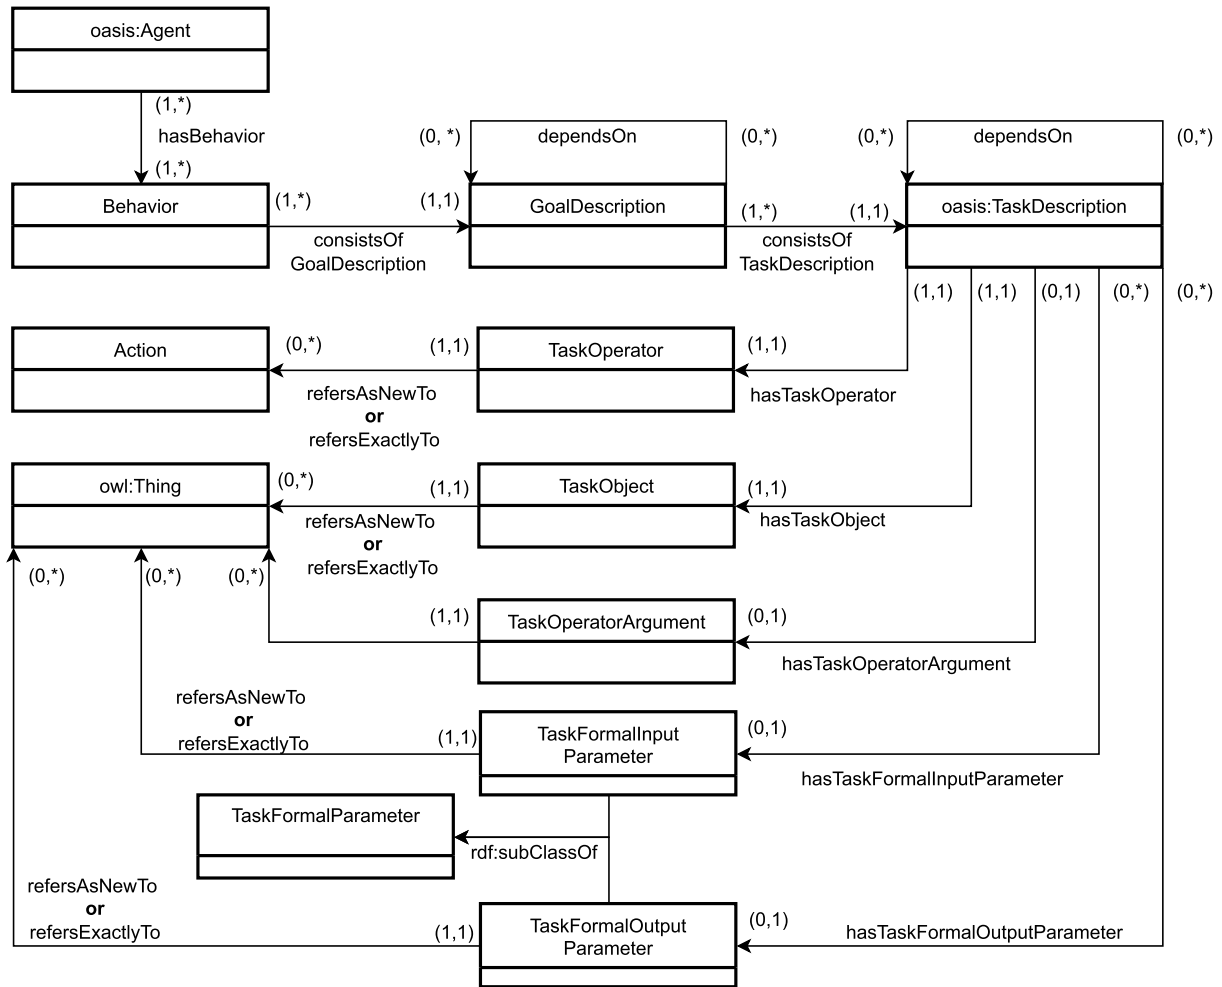 oasis:Agent
(1,*)
hasBehavior
(1,*)
(0, *)
dependsOn
(0,*)
(0,*)
dependsOn
(0,*)
Behavior
(1,*)
(1,1)
consistsOf
GoalDescription
GoalDescription
(1,*)
(1,1)
consistsOf
TaskDescription
oasis:TaskDescription
(1,1)
(1,1)
(0,1)
(0,*)
(0,*)
Action
(0,*)
(1,1)
refersAsNewTo
or
refersExactlyTo
TaskOperator
(1,1)
hasTaskOperator
owl:Thing
(0,*)
(1,1)
refersAsNewTo
or
refersExactlyTo
TaskObject
(1,1)
hasTaskObject
(0,*)
(0,*)
(0,*)
(1,1)
TaskOperatorArgument
(0,1)
hasTaskOperatorArgument
refersAsNewTo
or
refersExactlyTo
(1,1)
TaskFormalInput
Parameter
(0,1)
hasTaskFormalInputParameter
TaskFormalParameter
rdf:subClassOf
refersAsNewTo
or
refersExactlyTo
(1,1)
TaskFormalOutput
Parameter
(0,1)
hasTaskFormalOutputParameter